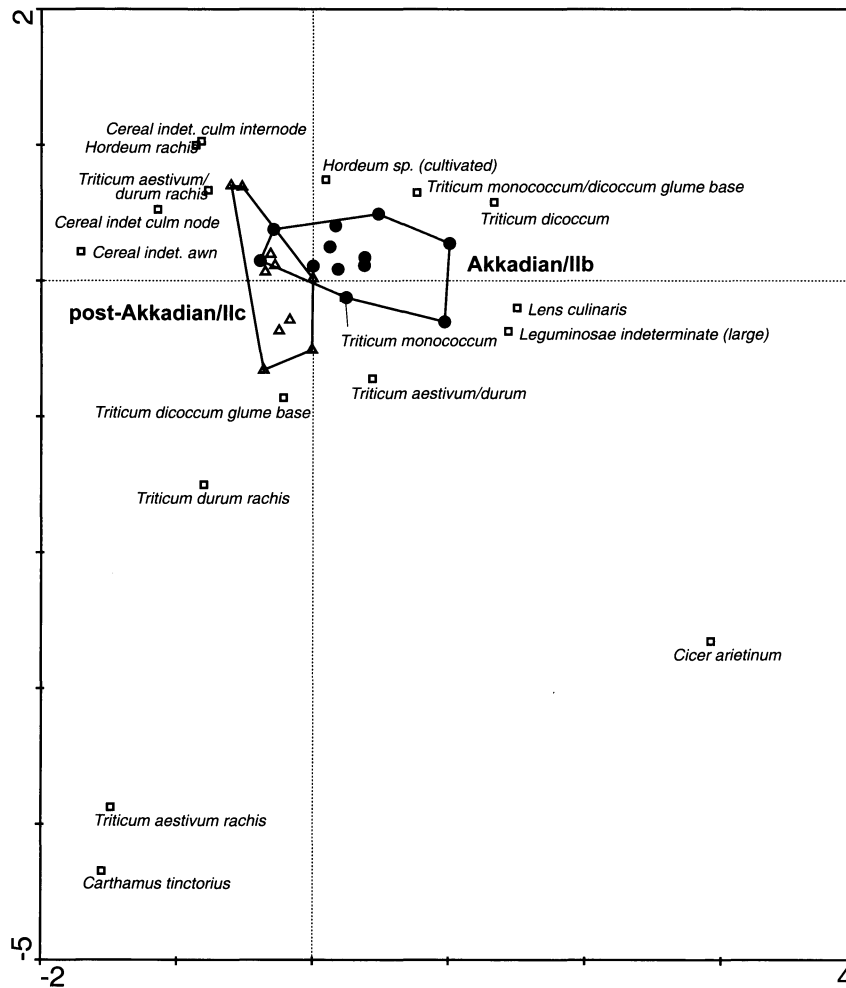 2
Cereal indet. culm internode
Hordeum rachis
Hordeum sp. (cultivated)
Triticum aestivum/
durum rachis
Triticum monococcum/dicoccum glume base
Triticum dicoccum
Cereal indet culm node
Cereal indet. awn
Akkadian/IIb
post-Akkadian/IIc
Lens culinaris
Leguminosae indeterminate (large)
Triticum monococcum
Triticum aestivum/durum
Triticum dicoccum glume base
Triticum durum rachis
Cicer arietinum
Triticum aestivum rachis
Carthamus tinctorius
-5
-2
4